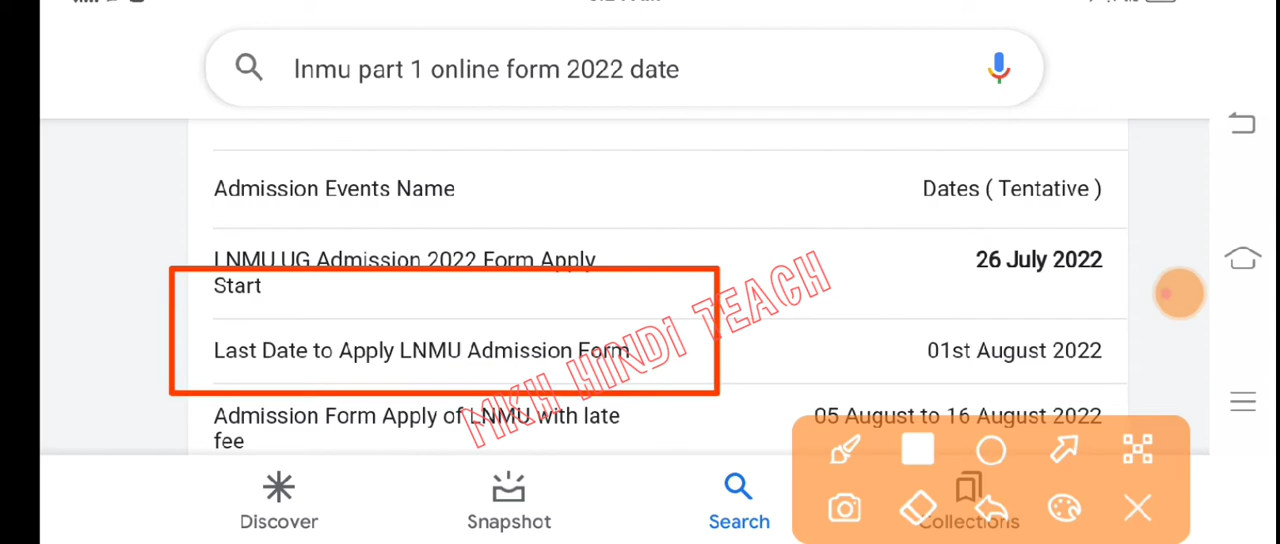 lnmu part 1 online form 2022 date
Admission Events Name Dates ( Tentative )
LNMU UG Admission 2022 Form Apply
Start 26 July 2022
Last Date to Apply LNMU Admission Form 01st August 2022
MKH HINDI TEACH
Admission Form Apply of LNMU with late
fee 05 August to 16 August 2022
Discover Snapshot Search Collections